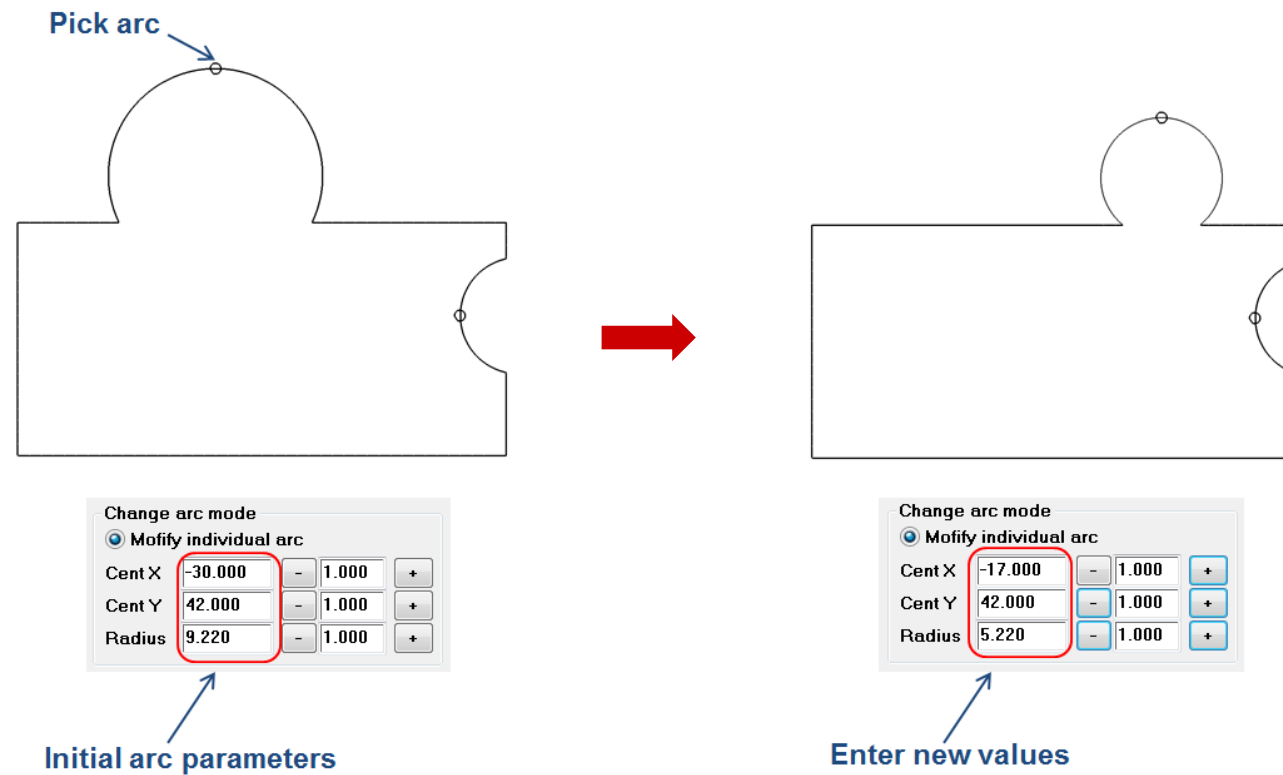 Pick arc
Change arc mode
Mofify individual arc
Cent X -30.000 - 1.000 +
Cent Y 42.000 - 1.000 +
Radius 9.220 - 1.000 +
Initial arc parameters
Change arc mode
Mofify individual arc
Cent X -17.000 - 1.000 +
Cent Y 42.000 - 1.000 +
Radius 5.220 - 1.000 +
Enter new values